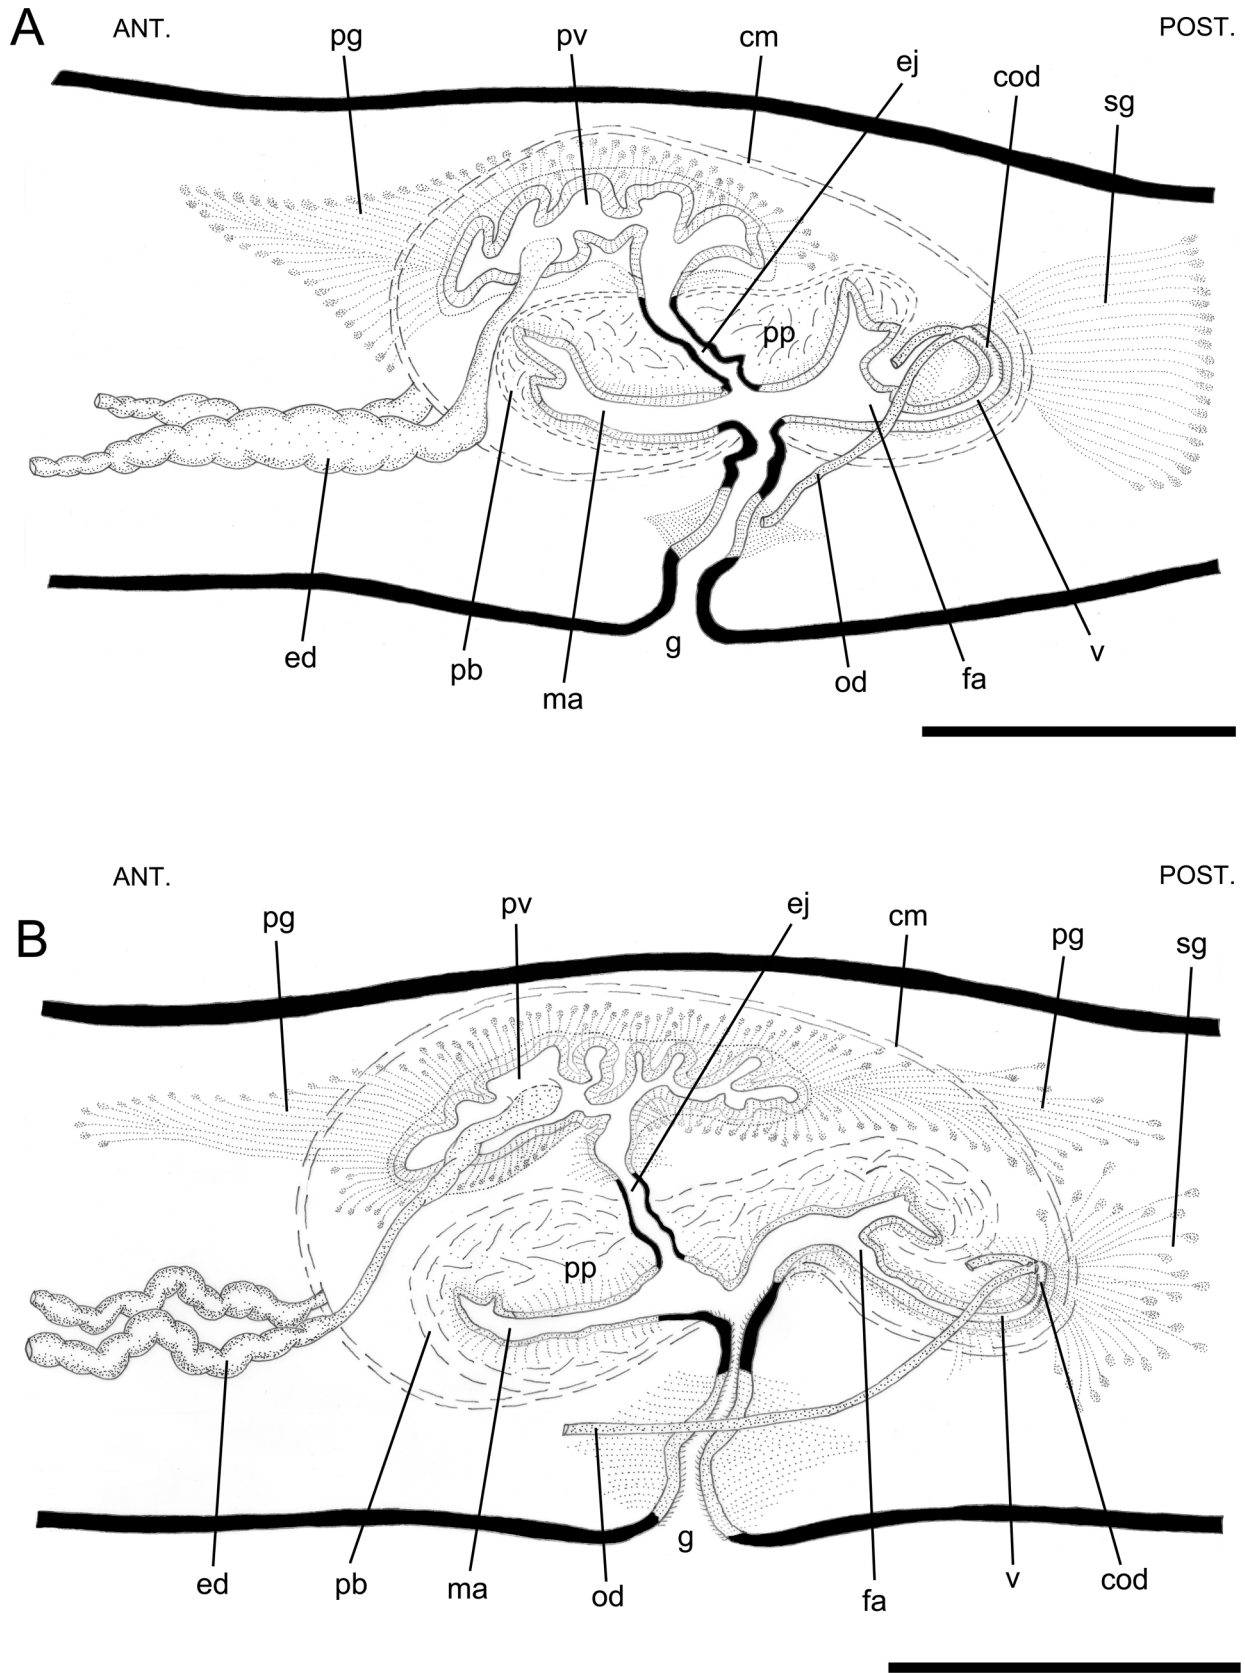 A
ANT.
POST.
pg
pv
cm
ej
cod
sg
pp
ed
pb
ma
g
od
fa
v
ANT.
POST.
B
pg
pv
ej
cm
pg
sg
pp
g
ed
pb
ma
od
fa
v
cod